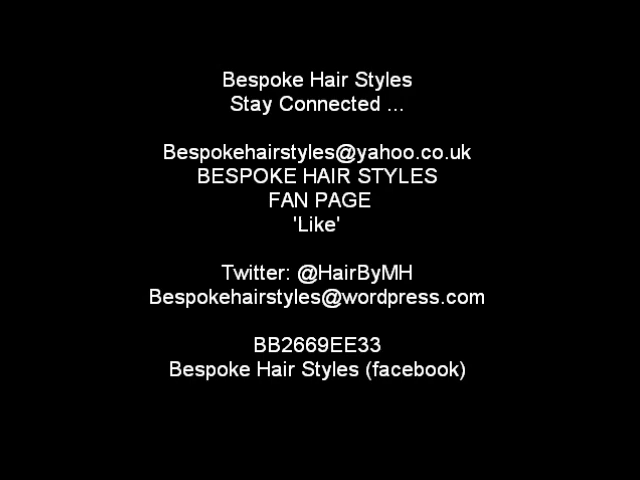 Bespoke Hair Styles
Stay Connected ...
Bespokehairstyles@yahoo.co.uk
BESPOKE HAIR STYLES
FAN PAGE
'Like'
Twitter: @HairByMH
Bespokehairstyles@wordpress.com
BB2669EE33
Bespoke Hair Styles (facebook)